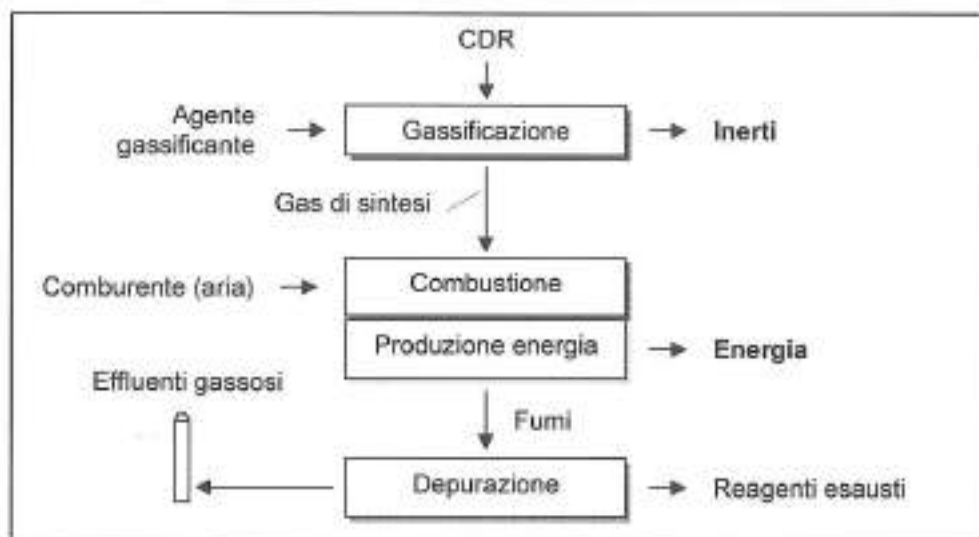 CDR
Agente
gassificante
Gassificazione
Inerti
Gas di sintesi
Comburente (aria)
Combustione
Produzione energia
Energia
Effluenti gassosi
Fumi
Depurazione
Reagenti esausti